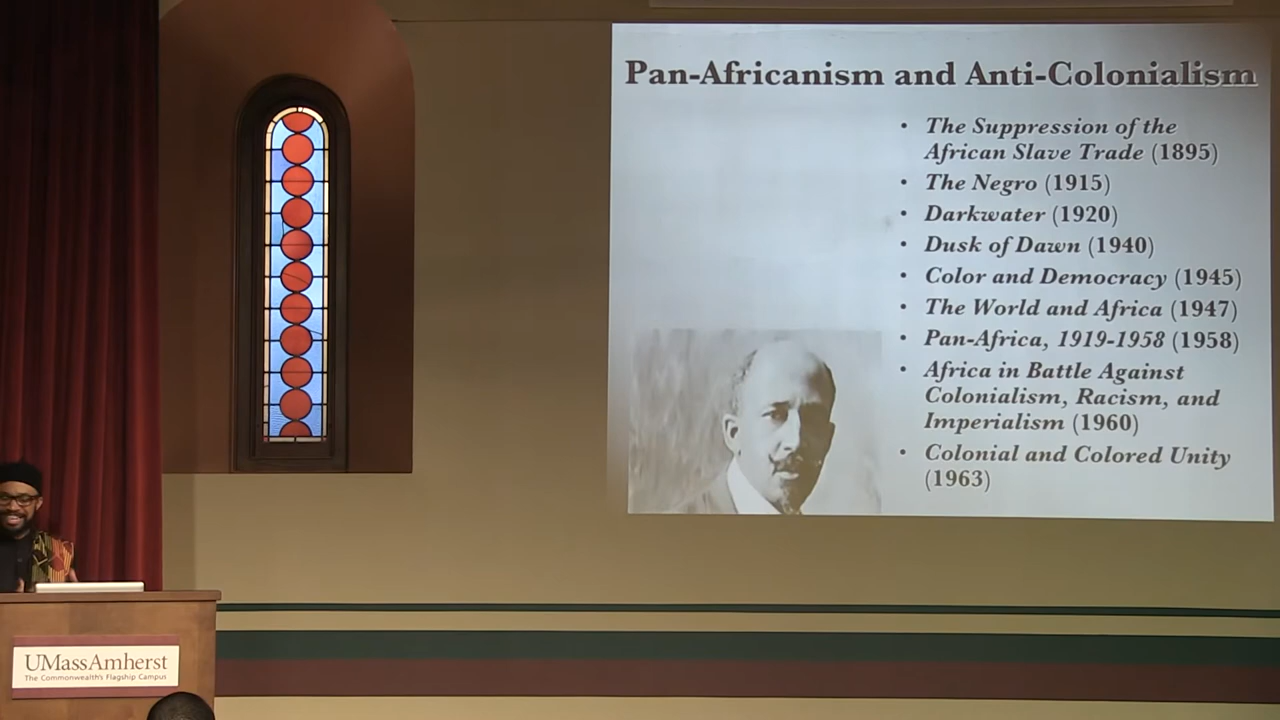 Pan-Africanism and Anti-Colonialism
• The Suppression of the
African Slave Trade (1895)
• The Negro (1915)
• Darkwater (1920)
• Dusk of Dawn (1940)
• Color and Democracy (1945)
• The World and Africa (1947)
• Pan-Africa, 1919-1958 (1958)
• Africa in Battle Against
Colonialism, Racism, and
Imperialism (1960)
• Colonial and Colored Unity
(1963)
UMassAmherst
The Commonwealth's Flagship Campus